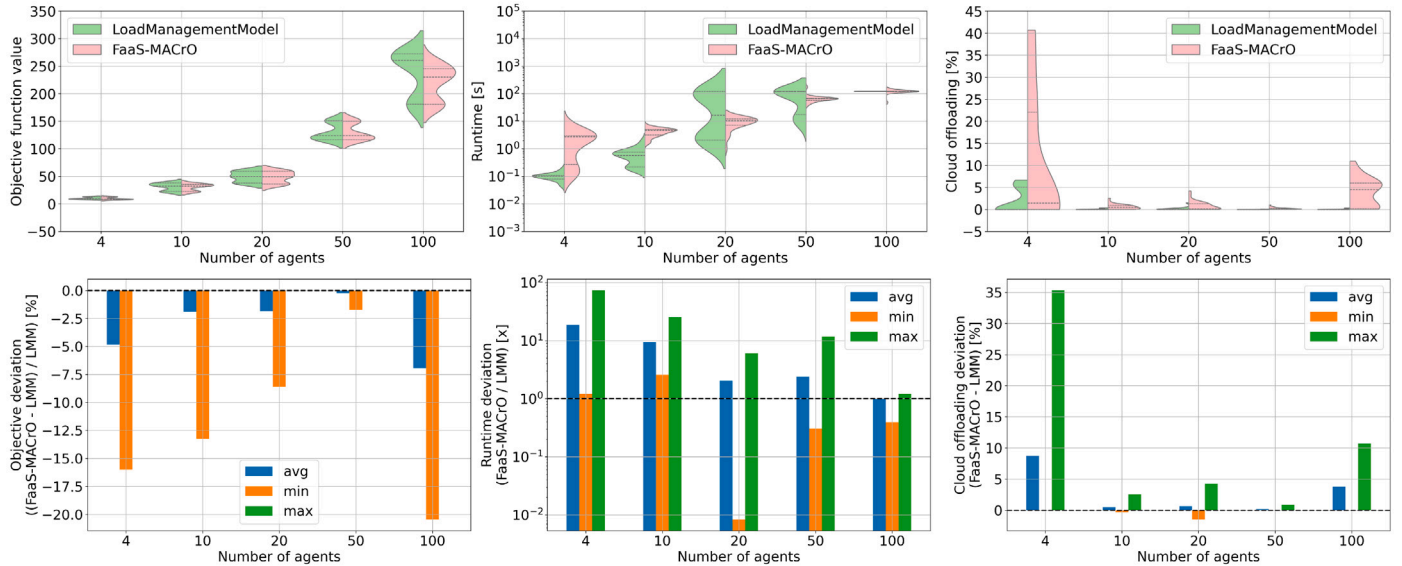 350
300
250
200
150
100
50
0
−50
Objective function value
LoadManagementModel
FaaS-MACrO
4 10 20 50 100
Number of agents
10^5
10^4
10^3
10^2
10^1
10^0
10^−1
10^−2
10^−3
Runtime [s]
LoadManagementModel
FaaS-MACrO
4 10 20 50 100
Number of agents
45
40
35
30
25
20
15
10
5
0
−5
Cloud offloading [%]
LoadManagementModel
FaaS-MACrO
4 10 20 50 100
Number of agents
0.0
−2.5
−5.0
−7.5
−10.0
−12.5
−15.0
−17.5
−20.0
Objective deviation
((FaaS-MACrO - LMM) / LMM) [%]
avg
min
max
4 10 20 50 100
Number of agents
10^2
10^1
10^0
10^−1
10^−2
Runtime deviation
(FaaS-MACrO / LMM) [x]
avg
min
max
4 10 20 50 100
Number of agents
35
30
25
20
15
10
5
0
Cloud offloading deviation
(FaaS-MACrO - LMM) [%]
avg
min
max
4 10 20 50 100
Number of agents